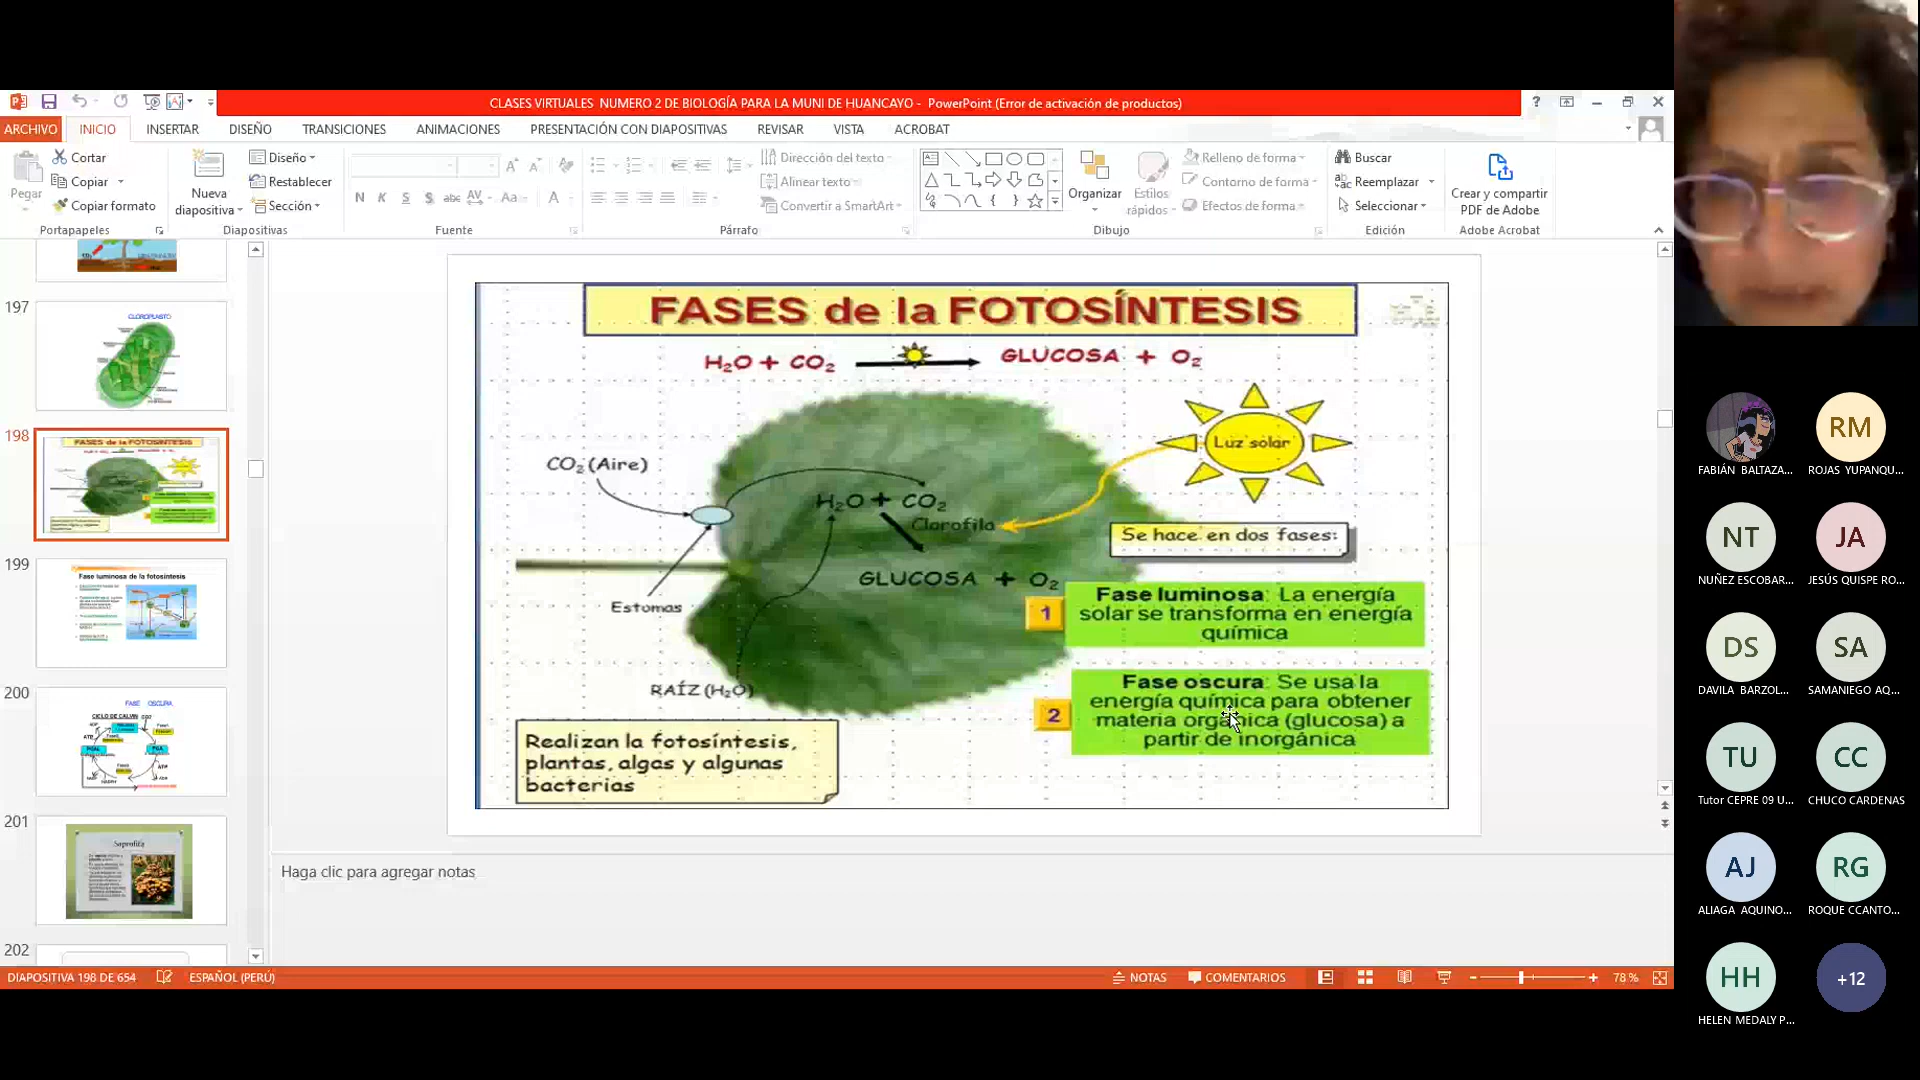 CLASES VIRTUALES  NUMERO 2 DE BIOLOGÍA PARA LA MUNI DE HUANCAYO -  PowerPoint (Error de activación de productos)
ARCHIVO INICIO INSERTAR DISEÑO TRANSICIONES ANIMACIONES PRESENTACIÓN CON DIAPOSITIVAS REVISAR VISTA ACROBAT
Pegar
Cortar
Copiar
Copiar formato
Portapapeles
Nueva
diapositiva
Diseño
Restablecer
Sección
Diapositivas
N K S S abc AV Aa A
Fuente
Dirección del texto
Alinear texto
Convertir a SmartArt
Párrafo
Organizar
Estilos
rápidos
Relleno de forma
Contorno de forma
Efectos de forma
Dibujo
Buscar
Reemplazar
Seleccionar
Edición
Crear y compartir
PDF de Adobe
Adobe Acrobat
197
CLOROPLASTO
198
FASES de la FOTOSÍNTESIS
199
Fase luminosa de la fotosíntesis
200
FASE OSCURA
CICLO DE CALVIN
201
Saprofita
202
FASES de la FOTOSÍNTESIS
H₂O + CO₂ GLUCOSA + O₂
Luz solar
CO₂ (Aire)
H₂O + CO₂
Clorofila
Se hace en dos fases:
GLUCOSA + O₂
Estomas
1
Fase luminosa: La energía
solar se transforma en energía
química
RAÍZ (H₂O)
2
Fase oscura: Se usa la
energía química para obtener
materia orgánica (glucosa) a
partir de inorgánica
Realizan la fotosíntesis,
plantas, algas y algunas
bacterias
Haga clic para agregar notas
DIAPOSITIVA 198 DE 654 ESPAÑOL (PERÚ) NOTAS COMENTARIOS 78 %
FABIÁN BALTAZA...
RM
ROJAS YUPANQU...
NT
NUÑEZ ESCOBAR...
JA
JESÚS QUISPE RO...
DS
DAVILA BARZOL...
SA
SAMANIEGO AQ...
TU
Tutor CEPRE 09 U...
CC
CHUCO CARDENAS
AJ
ALIAGA AQUINO...
RG
ROQUE CCANTO...
HH
HELEN MEDALY P...
+12